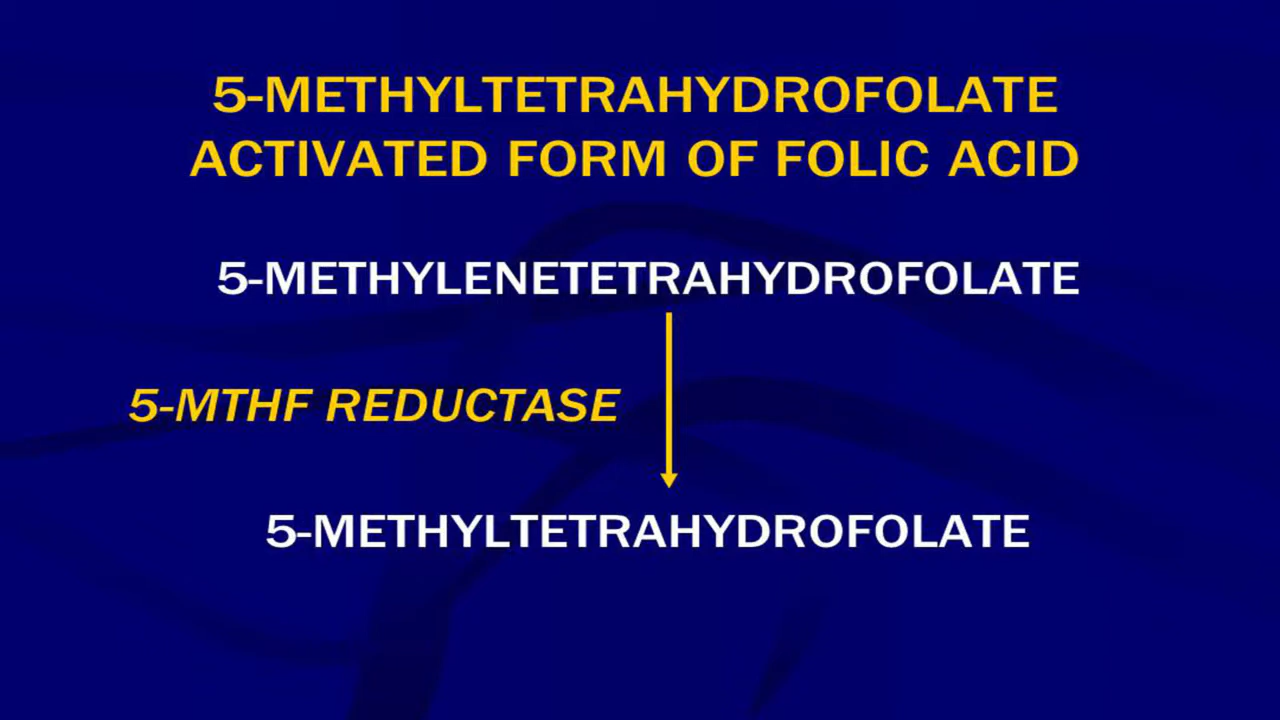 5-METHYLTETRAHYDROFOLATE
ACTIVATED FORM OF FOLIC ACID
5-METHYLENETETRAHYDROFOLATE
5-MTHF REDUCTASE
5-METHYLTETRAHYDROFOLATE